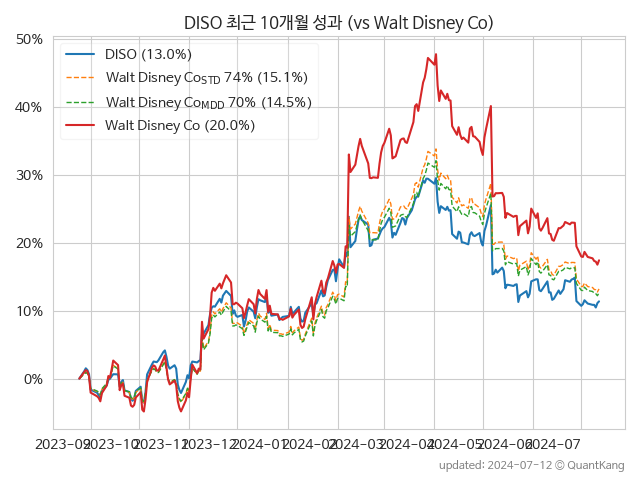 DISO 최근 10개월 성과 (vs Walt Disney Co)
50%
40%
30%
20%
10%
0%
DISO (13.0%)
Walt Disney Co_STD 74% (15.1%)
Walt Disney Co_MDD 70% (14.5%)
Walt Disney Co (20.0%)
2023-09 2023-10 2023-11 2023-12 2024-01 2024-02 2024-03 2024-04 2024-05 2024-06 2024-07
updated: 2024-07-12 © QuantKang